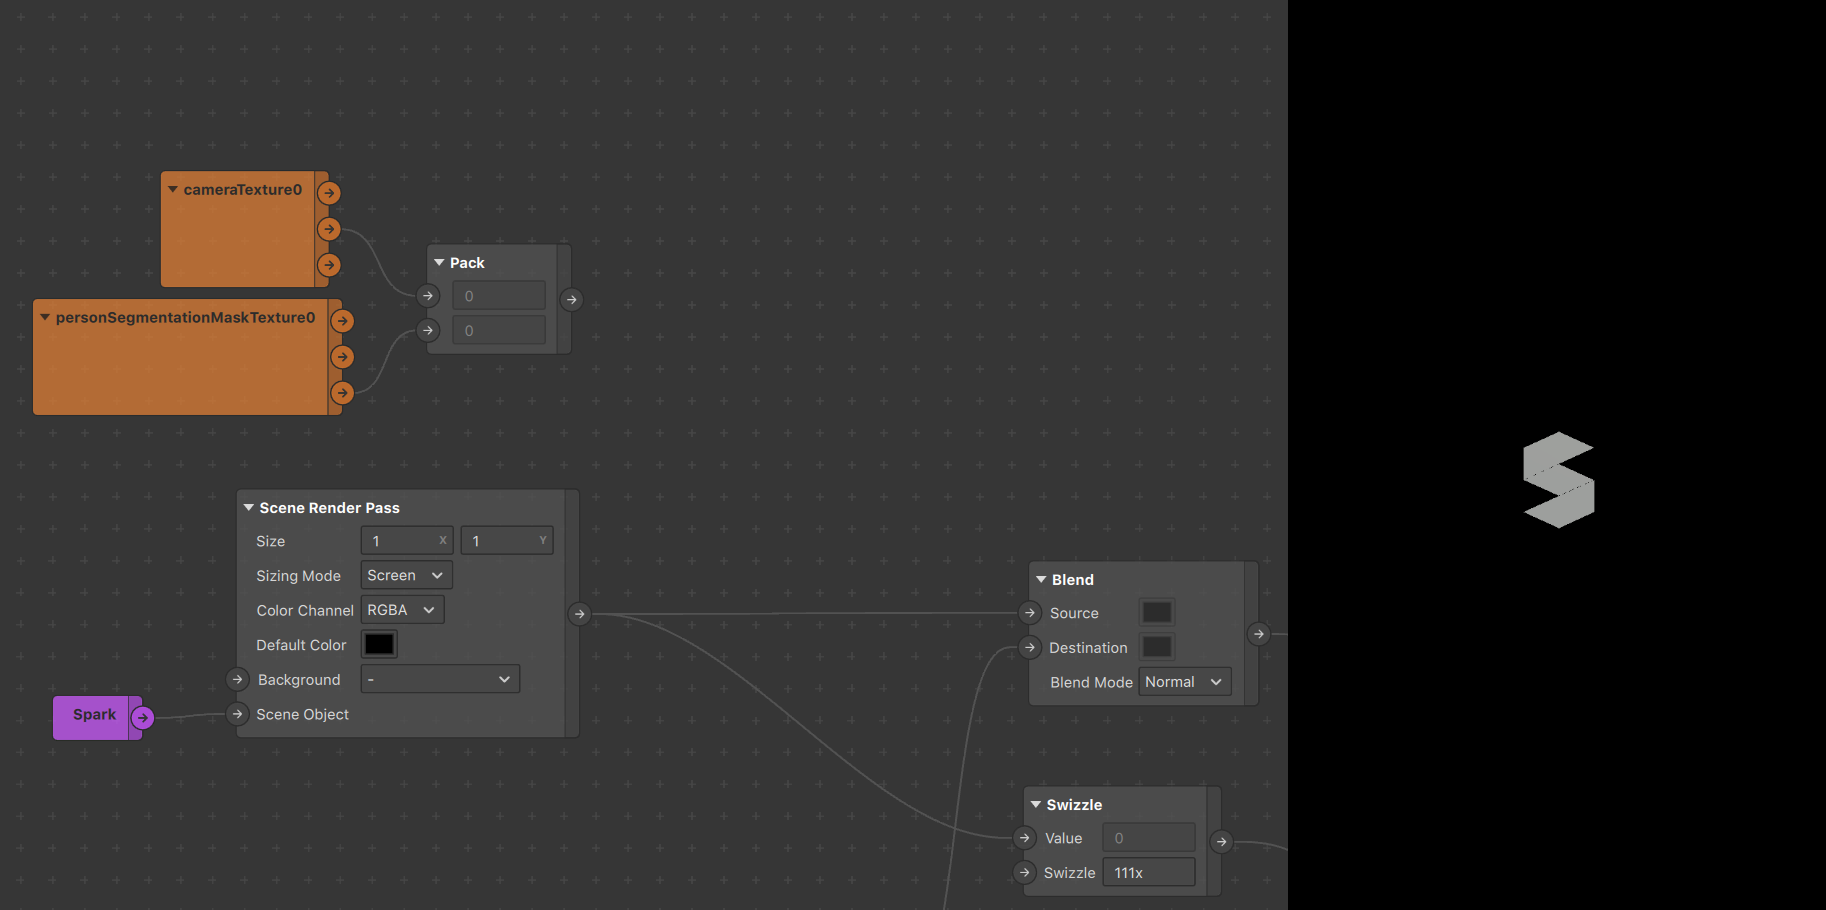 cameraTexture0
Pack
0
0
personSegmentationMaskTexture0
Scene Render Pass
Size 1 X 1 Y
Sizing Mode Screen
Color Channel RGBA
Default Color
Background -
Scene Object
Spark
Blend
Source
Destination
Blend Mode Normal
Swizzle
Value 0
Swizzle 111x